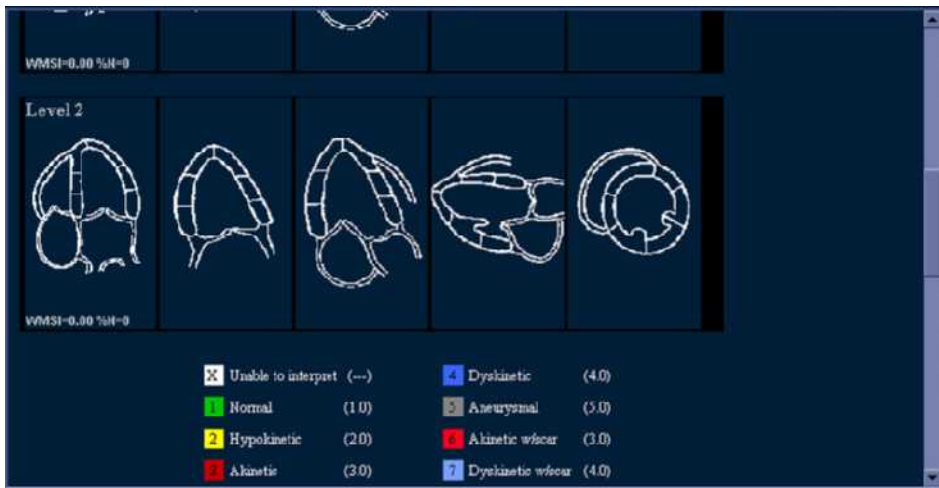 WMSI=0.00 %N=0
Level 2
WMSI=0.00 %N=0
X Unable to interpret (---)
1 Normal (1.0)
2 Hypokinetic (2.0)
3 Akinetic (3.0)
4 Dyskinetic (4.0)
5 Aneurysmal (5.0)
6 Akinetic w/scar (3.0)
7 Dyskinetic w/scar (4.0)